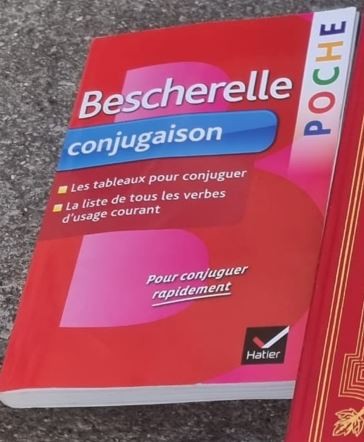 Bescherelle
POCHE
conjugaison
Les tableaux pour conjuguer
La liste de tous les verbes
d'usage courant
Pour conjuguer
rapidement
Hatier